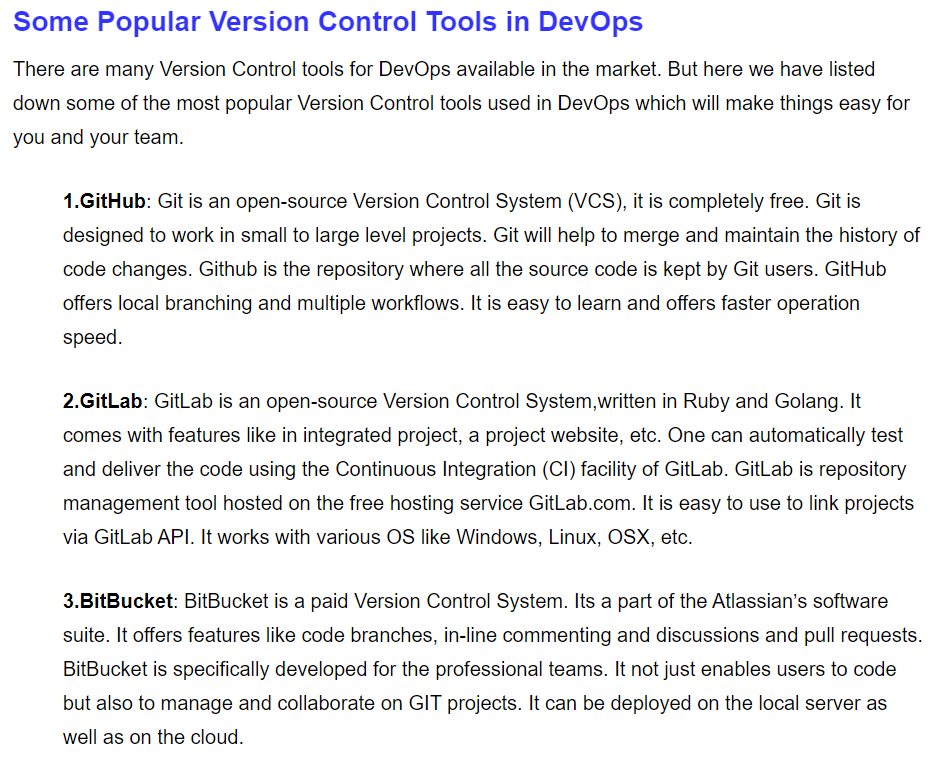 Some Popular Version Control Tools in DevOps
There are many Version Control tools for DevOps available in the market. But here we have listed
down some of the most popular Version Control tools used in DevOps which will make things easy for
you and your team.
1.GitHub: Git is an open-source Version Control System (VCS), it is completely free. Git is
designed to work in small to large level projects. Git will help to merge and maintain the history of
code changes. Github is the repository where all the source code is kept by Git users. GitHub
offers local branching and multiple workflows. It is easy to learn and offers faster operation
speed.
2.GitLab: GitLab is an open-source Version Control System,written in Ruby and Golang. It
comes with features like in integrated project, a project website, etc. One can automatically test
and deliver the code using the Continuous Integration (CI) facility of GitLab. GitLab is repository
management tool hosted on the free hosting service GitLab.com. It is easy to use to link projects
via GitLab API. It works with various OS like Windows, Linux, OSX, etc.
3.BitBucket: BitBucket is a paid Version Control System. Its a part of the Atlassian’s software
suite. It offers features like code branches, in-line commenting and discussions and pull requests.
BitBucket is specifically developed for the professional teams. It not just enables users to code
but also to manage and collaborate on GIT projects. It can be deployed on the local server as
well as on the cloud.